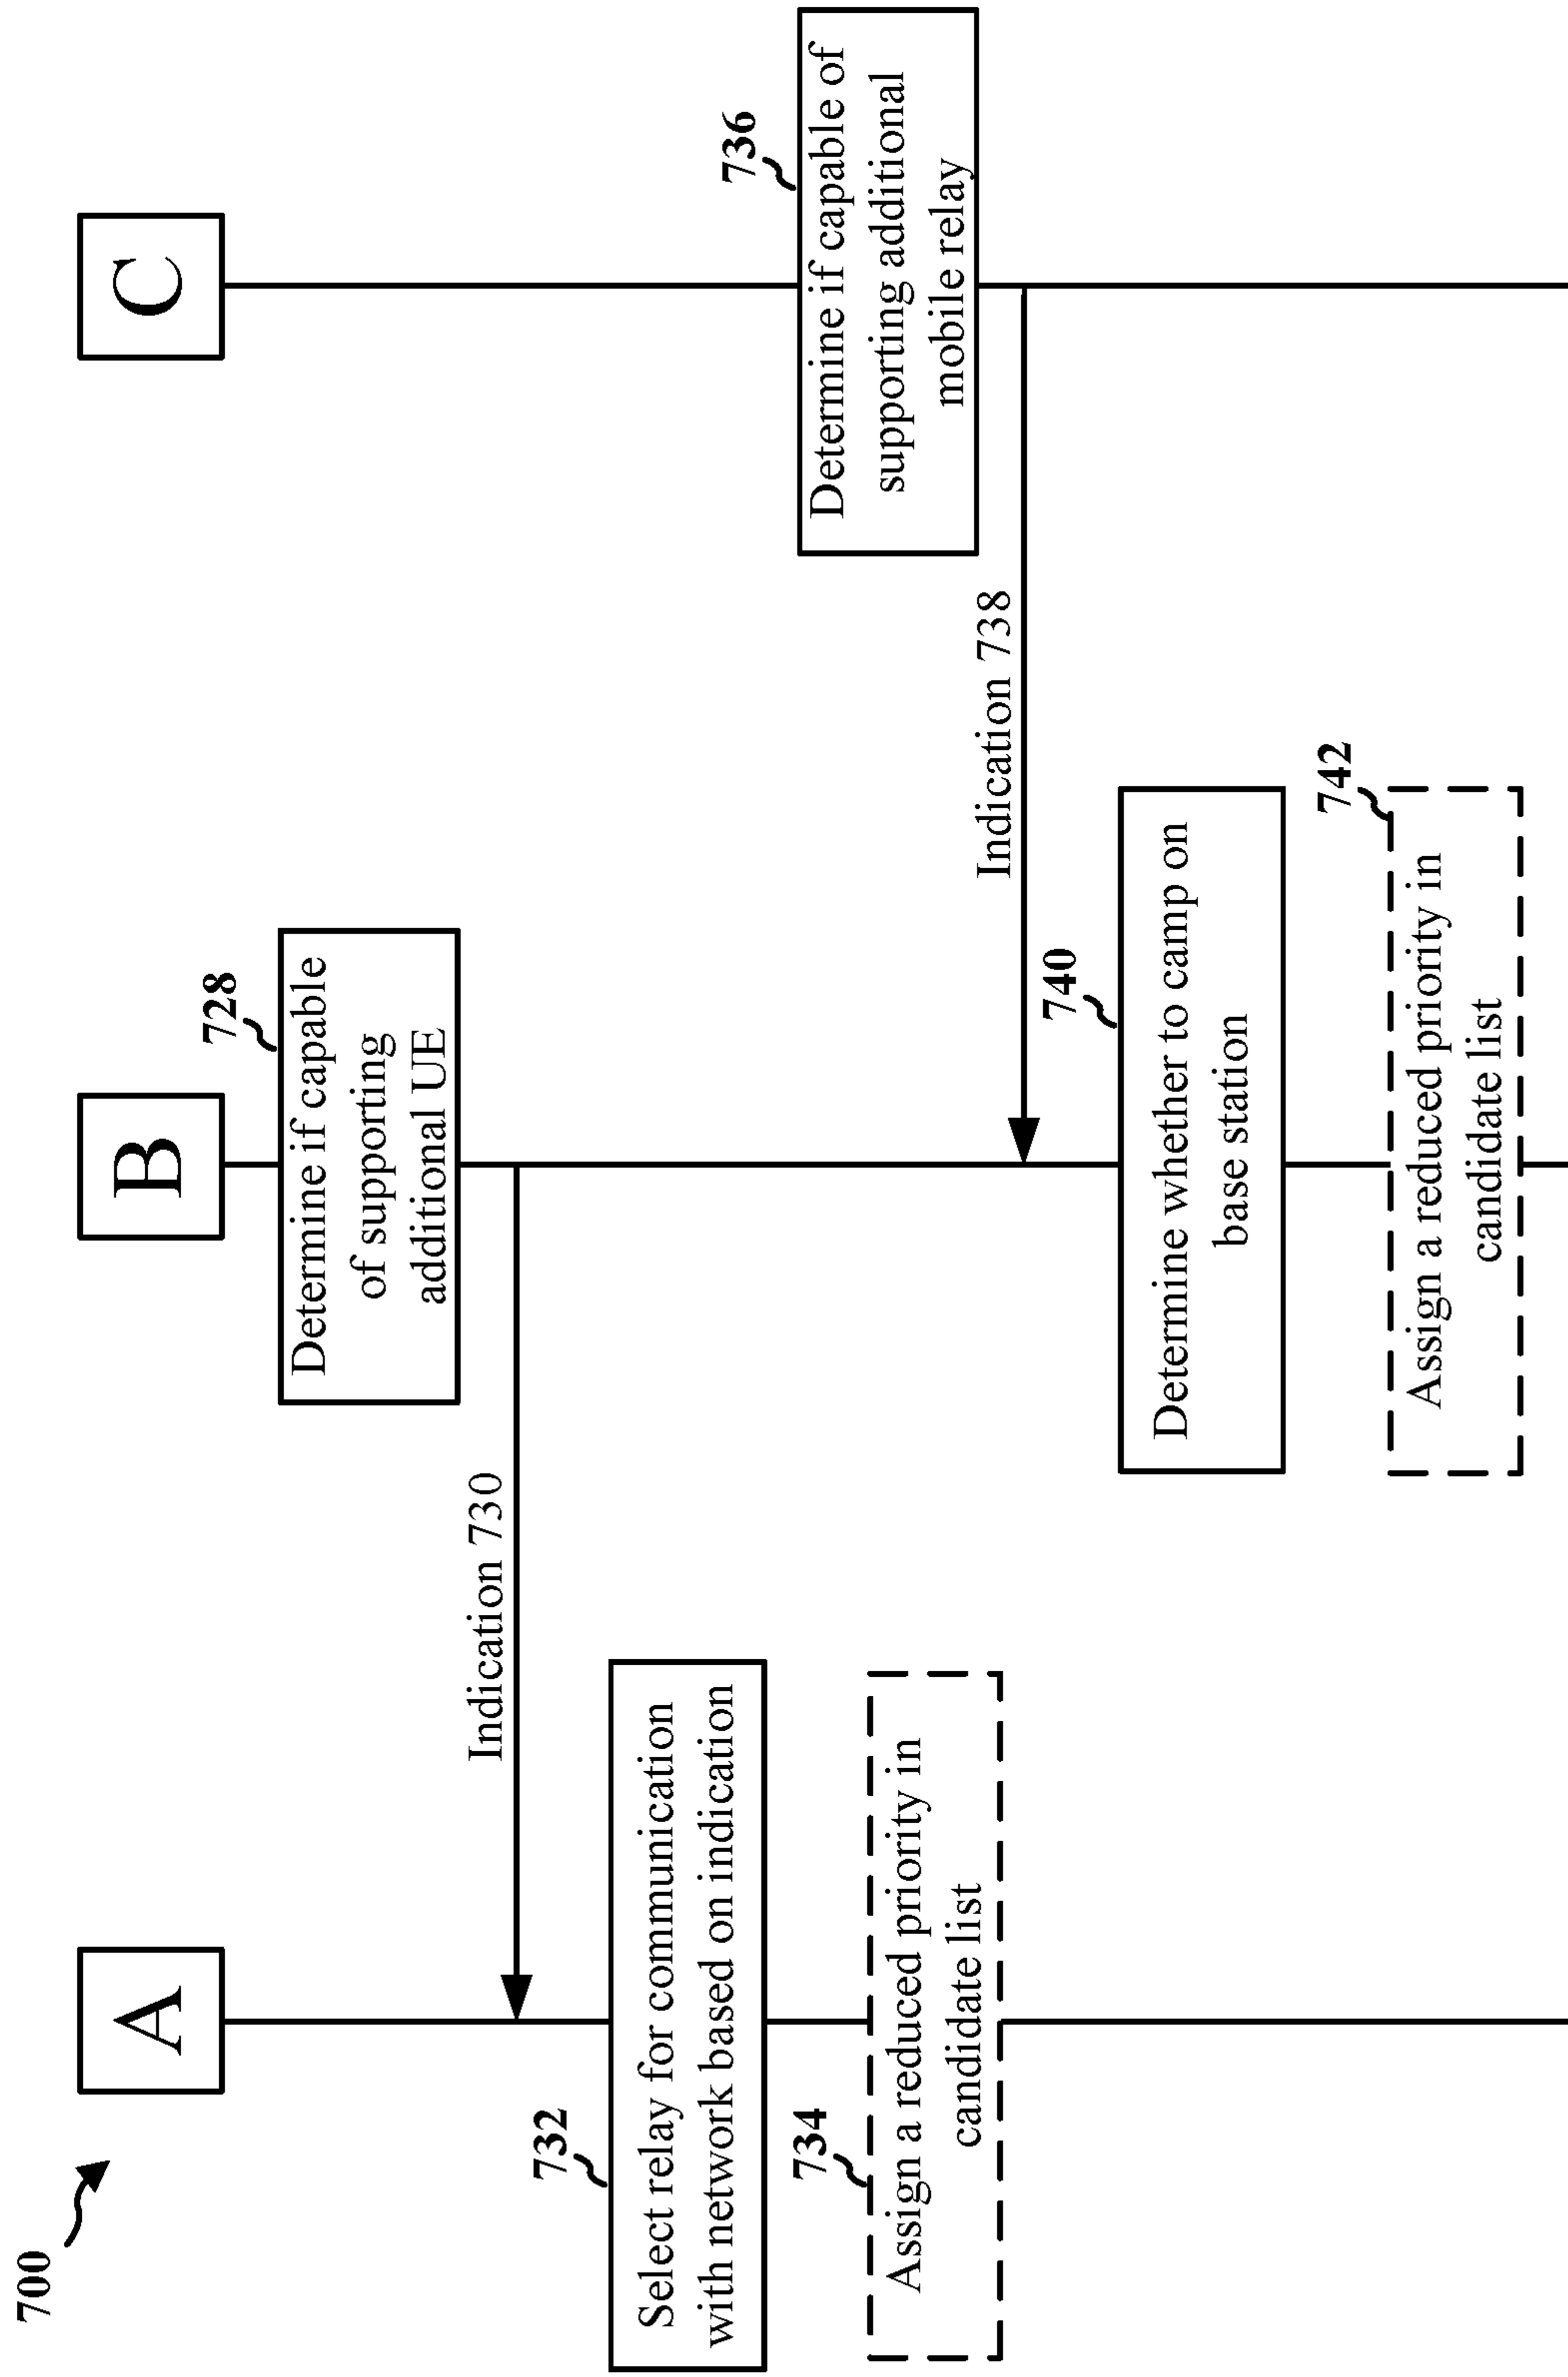 700
A
B
C
728
Determine if capable
of supporting
additional UE
Indication 730
732
Select relay for communication
with network based on indication
734
Assign a reduced priority in
candidate list
736
Determine if capable of
supporting additional
mobile relay
Indication 738
740
Determine whether to camp on
base station
742
Assign a reduced priority in
candidate list